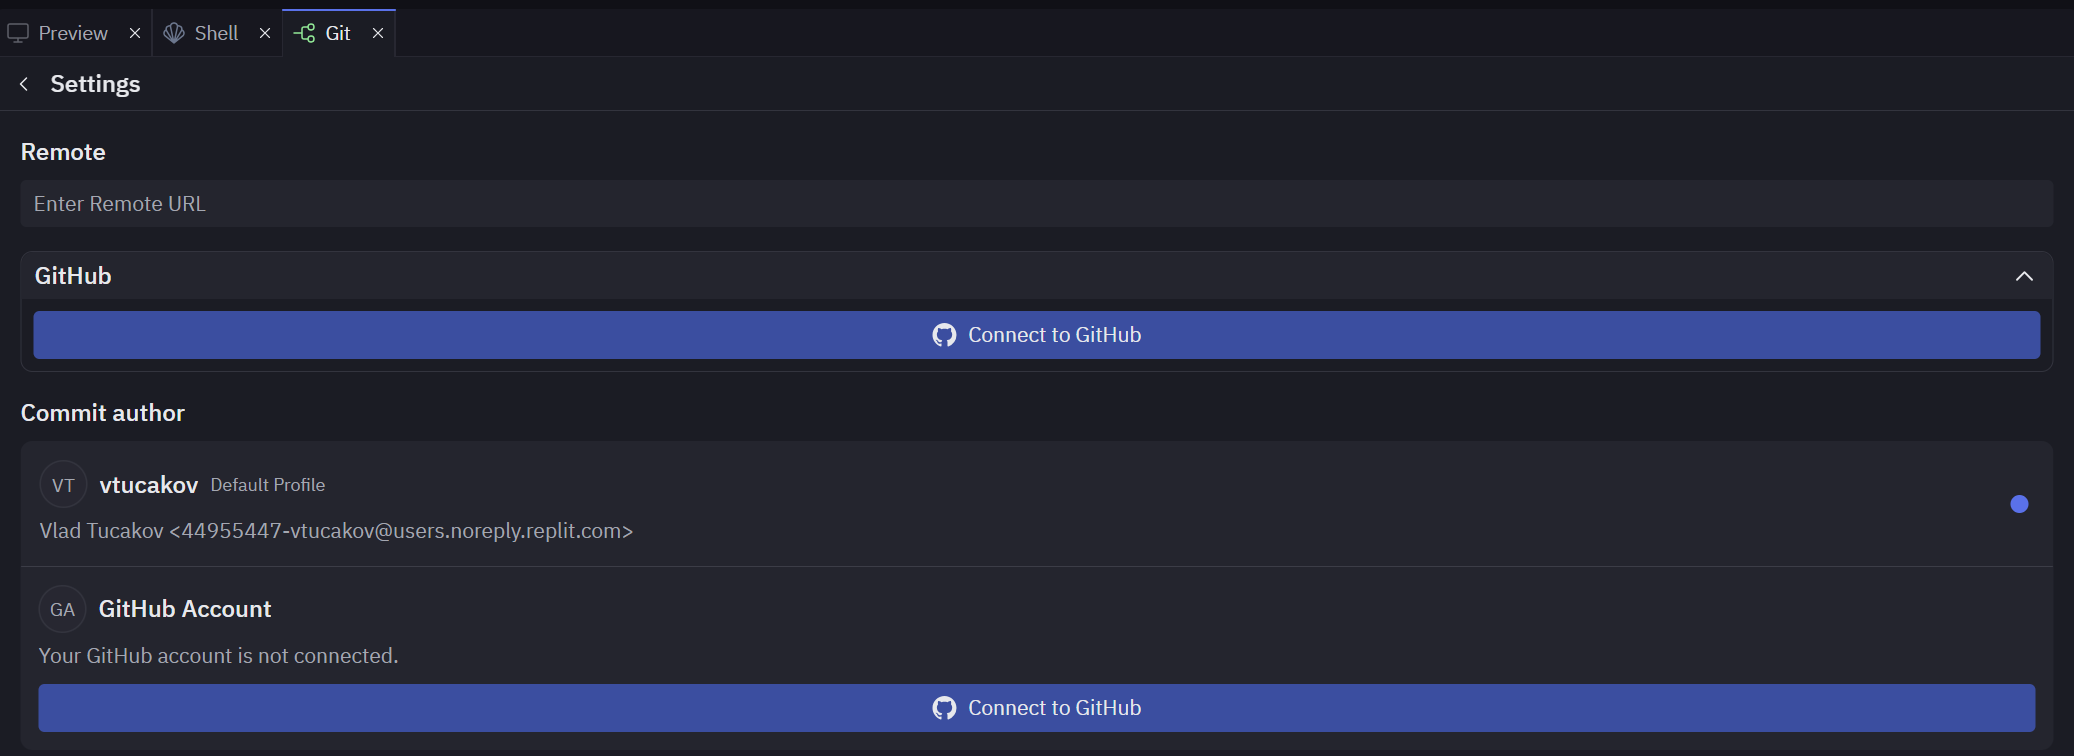 Preview
Shell
Git
Settings
Remote
Enter Remote URL
GitHub
Connect to GitHub
Commit author
VT vtucakov Default Profile
Vlad Tucakov <44955447-vtucakov@users.noreply.replit.com>
GA GitHub Account
Your GitHub account is not connected.
Connect to GitHub